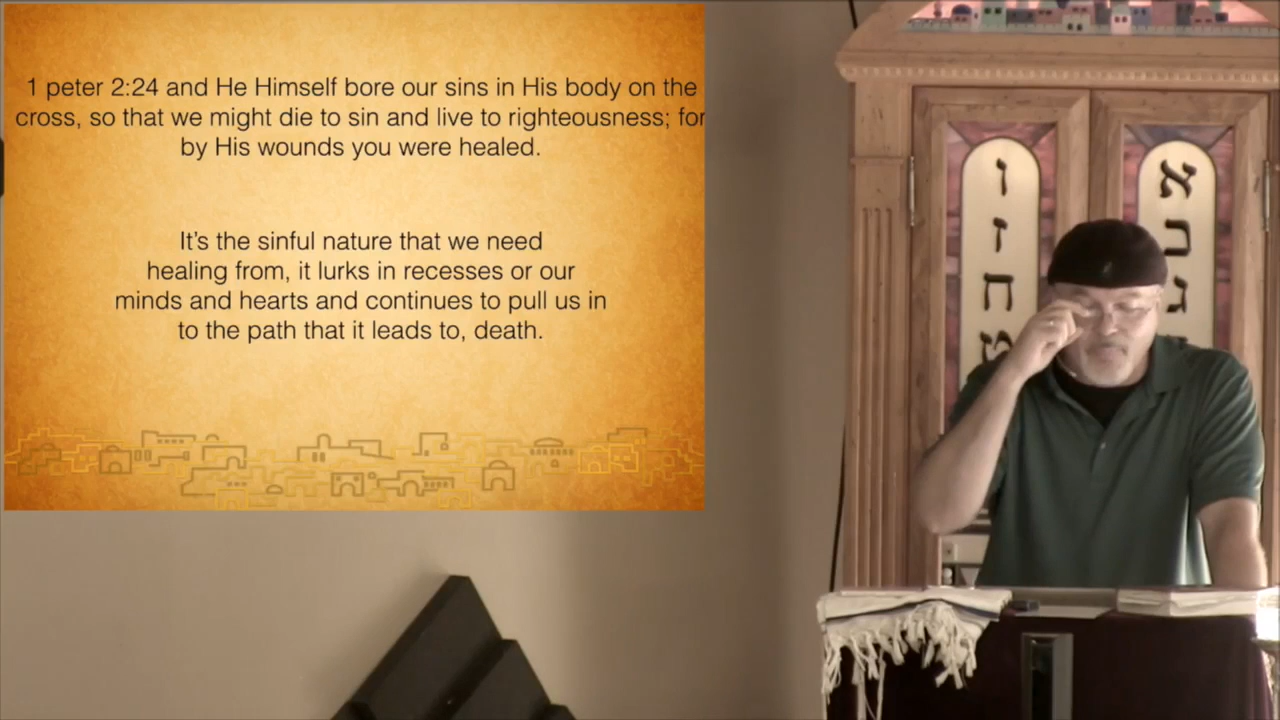 1 peter 2:24 and He Himself bore our sins in His body on the
cross, so that we might die to sin and live to righteousness; for
by His wounds you were healed.
It’s the sinful nature that we need
healing from, it lurks in recesses or our
minds and hearts and continues to pull us in
to the path that it leads to, death.
ו
ז
ח
ט
א
ב
ג